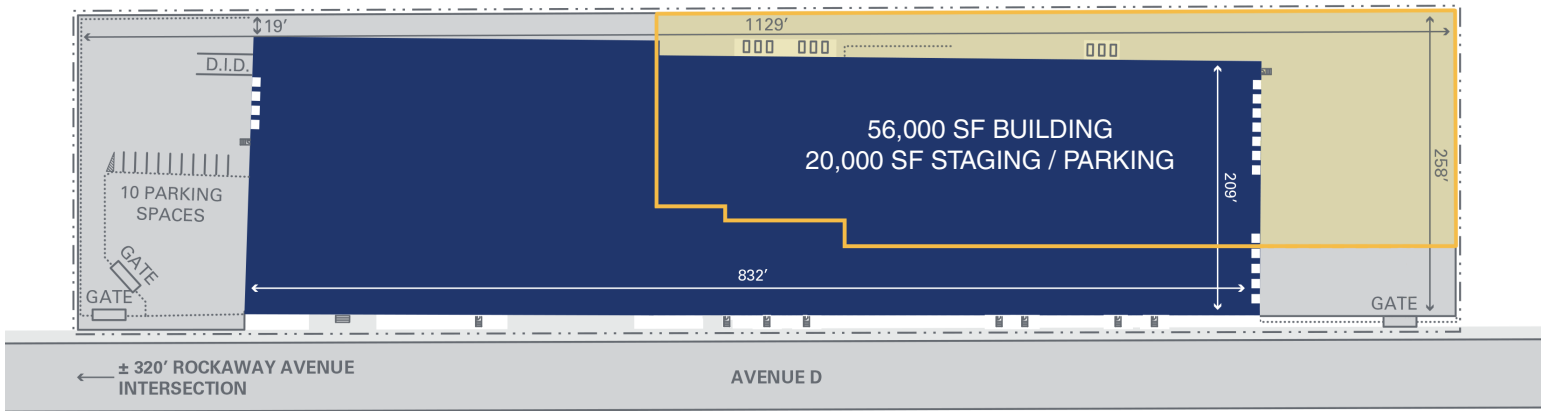 19’
1129’
D.I.D.
56,000 SF BUILDING
20,000 SF STAGING / PARKING
258’
209’
10 PARKING
SPACES
GATE
GATE
832’
GATE
± 320’ ROCKAWAY AVENUE
INTERSECTION
AVENUE D